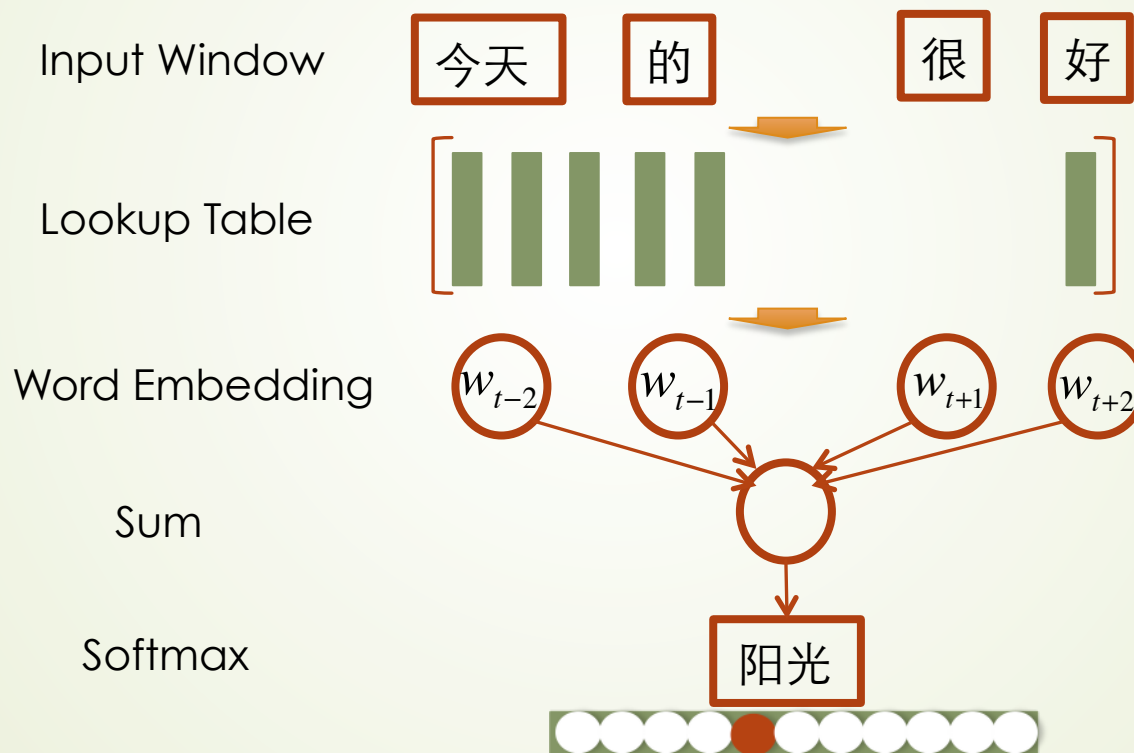 Input Window 今天 的 很 好
Lookup Table
Word Embedding w_{t-2} w_{t-1} w_{t+1} w_{t+2}
Sum
Softmax 阳光